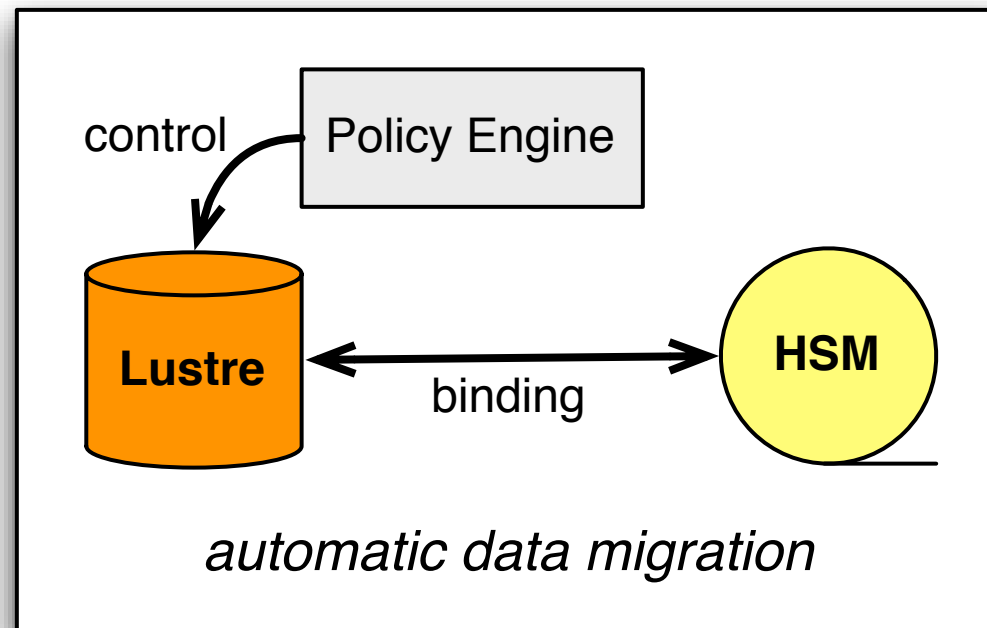 control
Policy Engine
Lustre
HSM
binding
automatic data migration